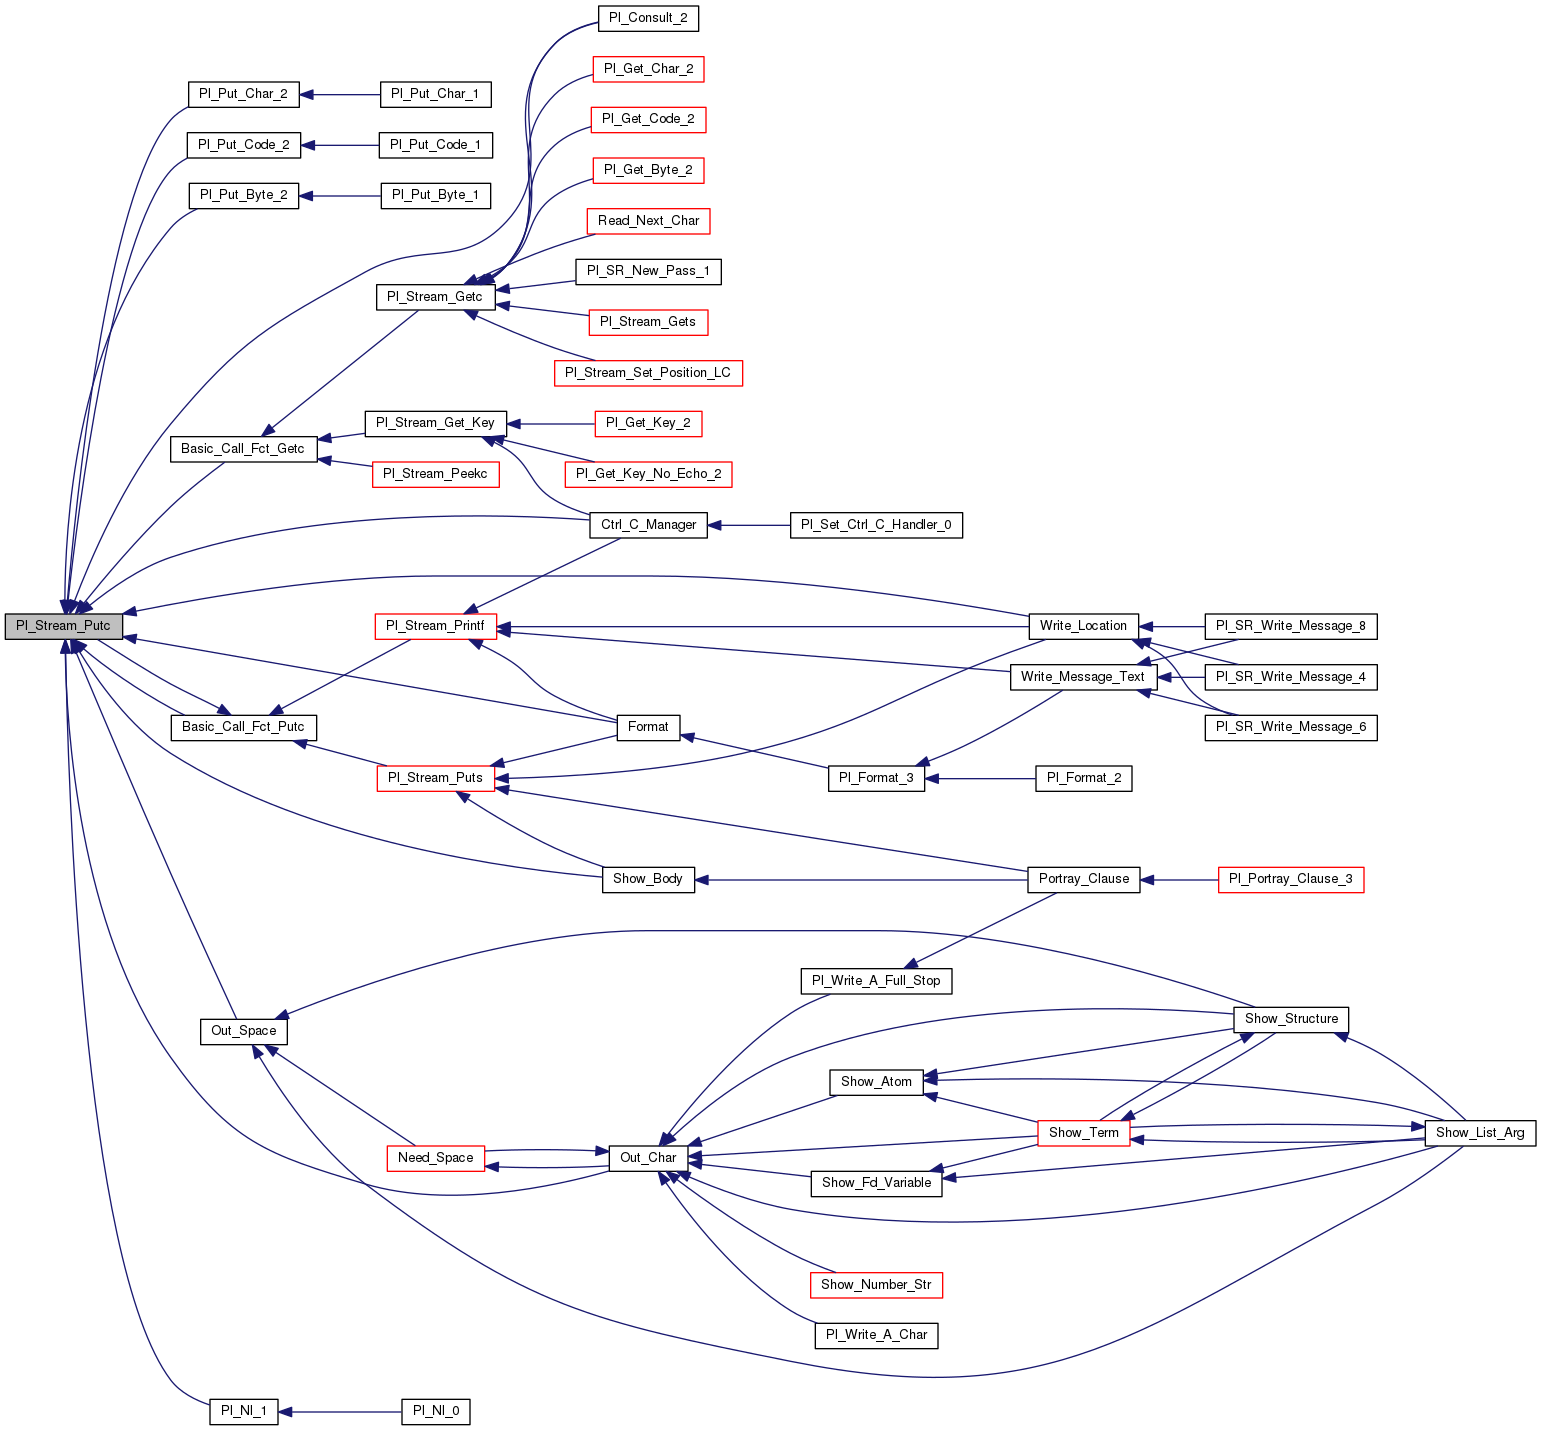 Pl_Consult_2
Pl_Get_Char_2
Pl_Put_Char_2
Pl_Put_Char_1
Pl_Get_Code_2
Pl_Put_Code_2
Pl_Put_Code_1
Pl_Get_Byte_2
Pl_Put_Byte_2
Pl_Put_Byte_1
Read_Next_Char
Pl_SR_New_Pass_1
Pl_Stream_Getc
Pl_Stream_Gets
Pl_Stream_Set_Position_LC
Pl_Stream_Get_Key
Pl_Get_Key_2
Basic_Call_Fct_Getc
Pl_Stream_Peekc
Pl_Get_Key_No_Echo_2
Ctrl_C_Manager
Pl_Set_Ctrl_C_Handler_0
Pl_Stream_Putc
Pl_Stream_Printf
Write_Location
Pl_SR_Write_Message_8
Write_Message_Text
Pl_SR_Write_Message_4
Basic_Call_Fct_Putc
Format
Pl_SR_Write_Message_6
Pl_Stream_Puts
Pl_Format_3
Pl_Format_2
Show_Body
Portray_Clause
Pl_Portray_Clause_3
Pl_Write_A_Full_Stop
Out_Space
Show_Structure
Show_Atom
Show_Term
Show_List_Arg
Need_Space
Out_Char
Show_Fd_Variable
Show_Number_Str
Pl_Write_A_Char
Pl_Nl_1
Pl_Nl_0